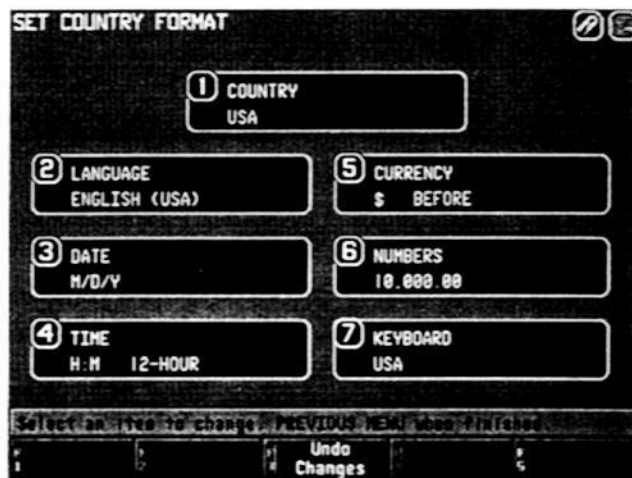 SET COUNTRY FORMAT
1 COUNTRY
USA
2 LANGUAGE
ENGLISH (USA)
5 CURRENCY
$ BEFORE
3 DATE
M/D/Y
6 NUMBERS
10.000.00
4 TIME
H:M 12-HOUR
7 KEYBOARD
USA
Select an item to change. PREVIOUS MENU when finished.
F1 Undo F5
Changes